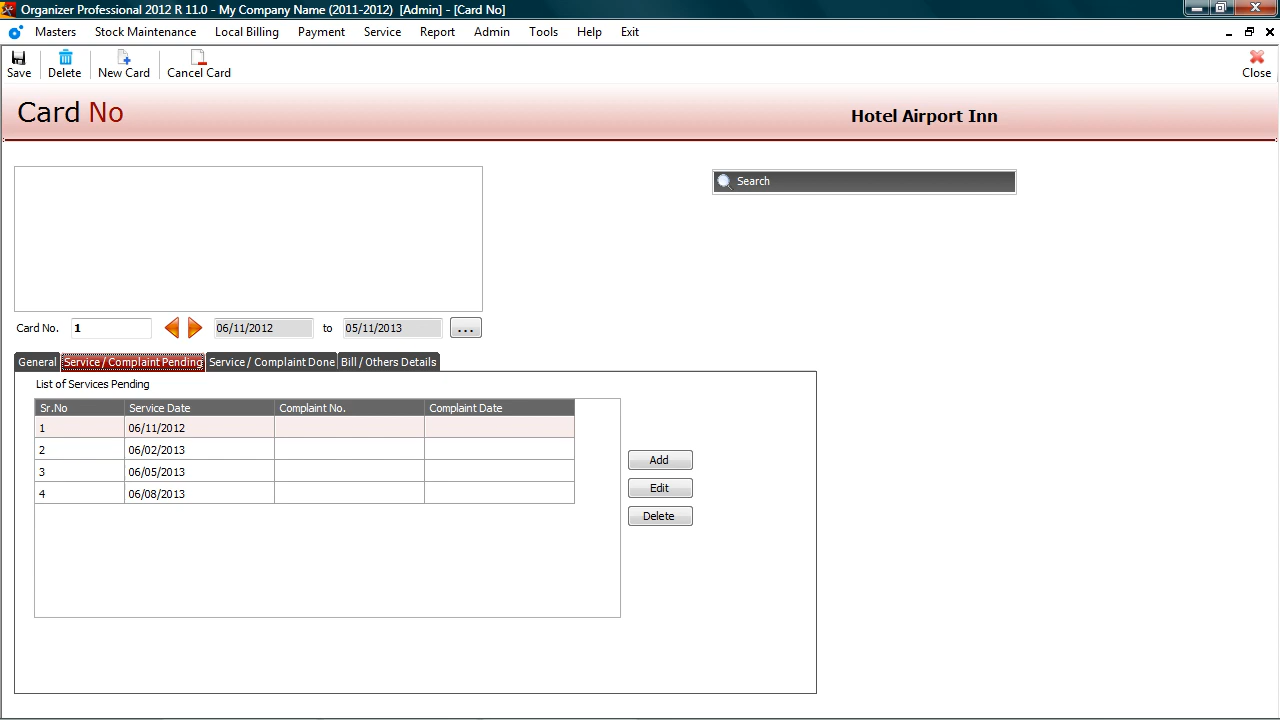 Organizer Professional 2012 R 11.0 - My Company Name (2011-2012) [Admin] - [Card No]
Masters Stock Maintenance Local Billing Payment Service Report Admin Tools Help Exit
Save Delete New Card Cancel Card Close
Card No Hotel Airport Inn
Search
Card No. 1 06/11/2012 to 05/11/2013 ...
General Service / Complaint Pending Service / Complaint Done Bill / Others Details
List of Services Pending
Sr.No Service Date Complaint No. Complaint Date
1 06/11/2012
2 06/02/2013
3 06/05/2013
4 06/08/2013
Add
Edit
Delete